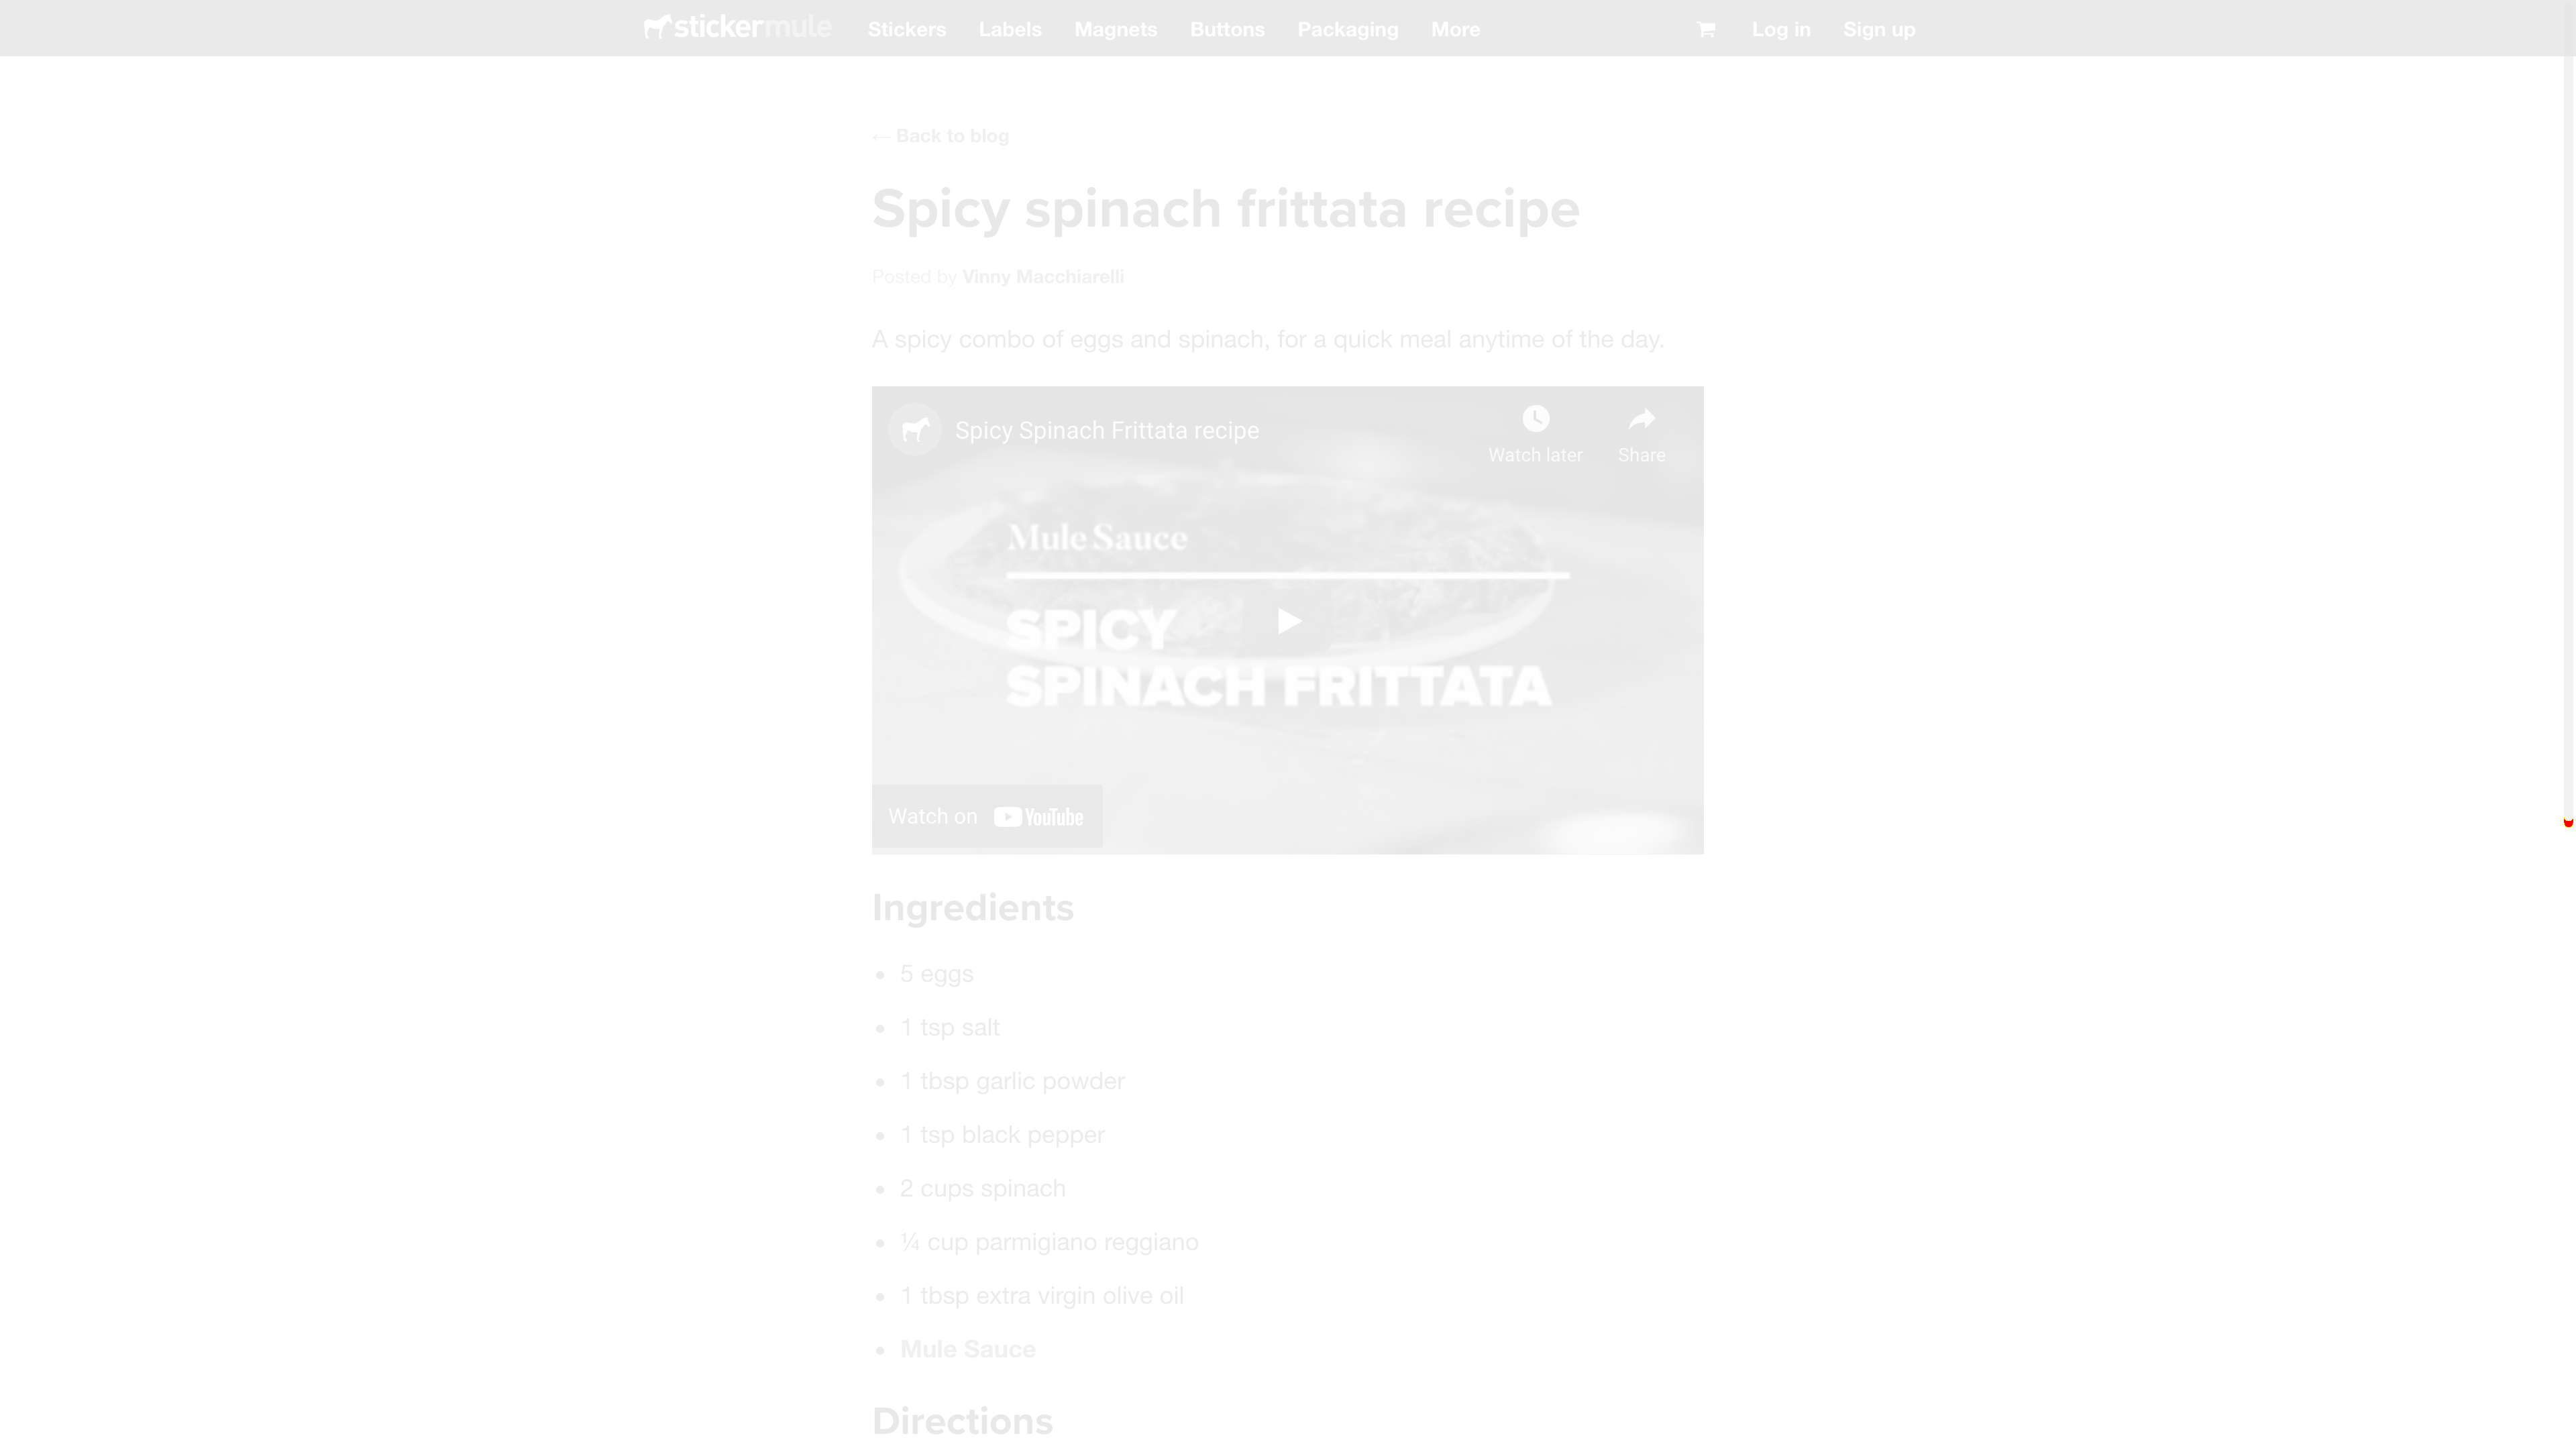 stickermule Stickers Labels Magnets Buttons Packaging More Log in Sign up
← Back to blog
Spicy spinach frittata recipe
Posted by Vinny Macchiarelli
A spicy combo of eggs and spinach, for a quick meal anytime of the day.
Spicy Spinach Frittata recipe
Watch later Share
Mule Sauce
SPICY
SPINACH FRITTATA
Watch on YouTube
Ingredients
• 5 eggs
• 1 tsp salt
• 1 tbsp garlic powder
• 1 tsp black pepper
• 2 cups spinach
• ¼ cup parmigiano reggiano
• 1 tbsp extra virgin olive oil
• Mule Sauce
Directions